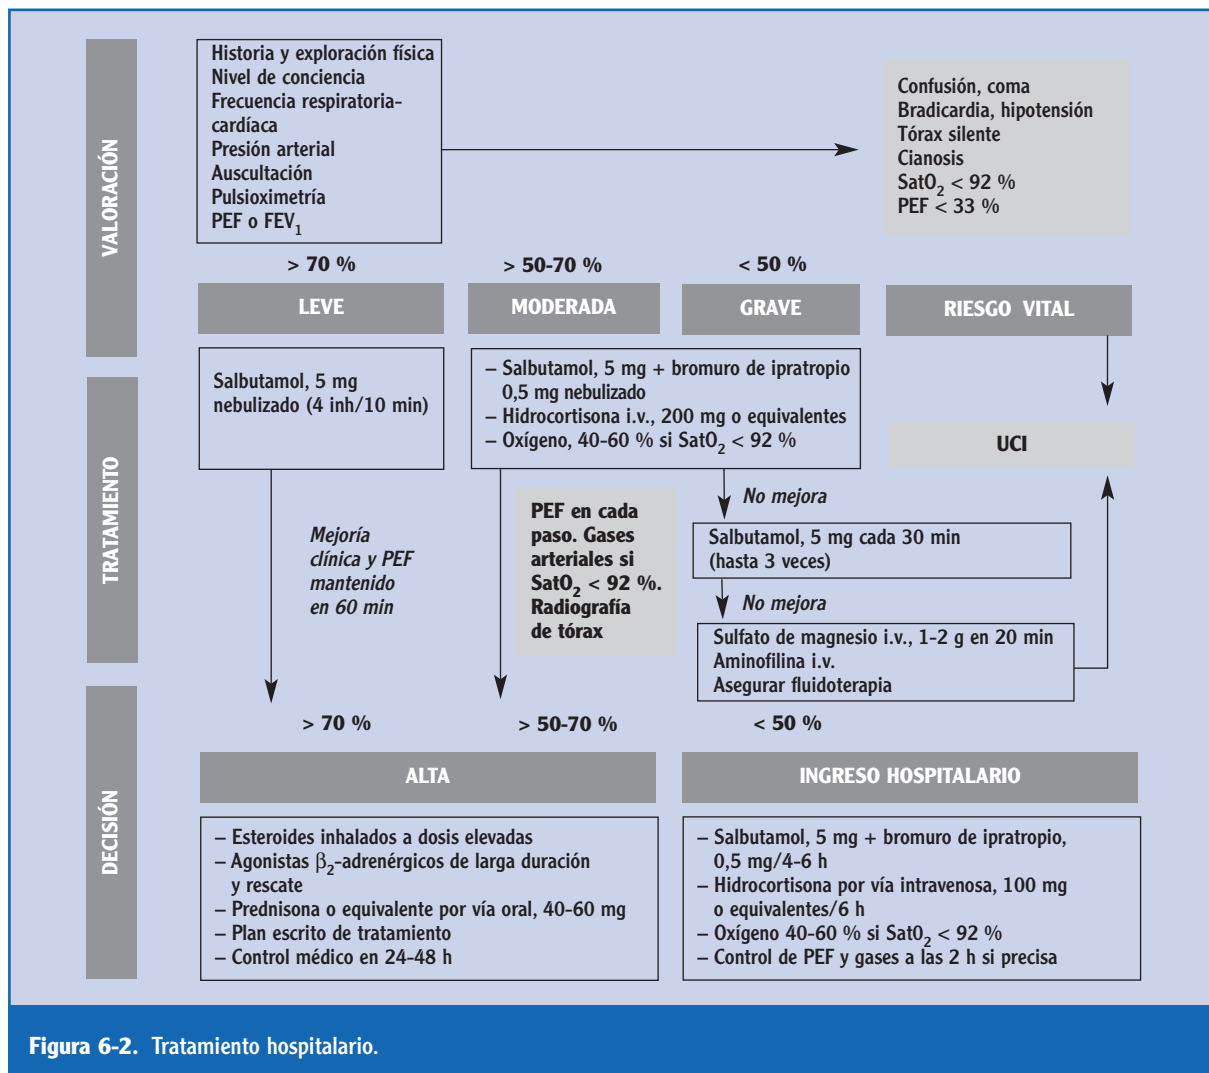 VALORACIÓN
Historia y exploración física
Nivel de conciencia
Frecuencia respiratoria-
cardíaca
Presión arterial
Auscultación
Pulsioximetría
PEF o FEV₁
Confusión, coma
Bradicardia, hipotensión
Tórax silente
Cianosis
SatO₂ < 92 %
PEF < 33 %
> 70 %
> 50-70 %
< 50 %
LEVE
MODERADA
GRAVE
RIESGO VITAL
TRATAMIENTO
Salbutamol, 5 mg
nebulizado (4 inh/10 min)
– Salbutamol, 5 mg + bromuro de ipratropio
0,5 mg nebulizado
– Hidrocortisona i.v., 200 mg o equivalentes
– Oxígeno, 40-60 % si SatO₂ < 92 %
UCI
Mejoría
clínica y PEF
mantenido
en 60 min
PEF en cada
paso. Gases
arteriales si
SatO₂ < 92 %.
Radiografía
de tórax
No mejora
Salbutamol, 5 mg cada 30 min
(hasta 3 veces)
No mejora
Sulfato de magnesio i.v., 1-2 g en 20 min
Aminofilina i.v.
Asegurar fluidoterapia
DECISIÓN
> 70 %
> 50-70 %
< 50 %
ALTA
INGRESO HOSPITALARIO
– Esteroides inhalados a dosis elevadas
– Agonistas β₂-adrenérgicos de larga duración
y rescate
– Prednisona o equivalente por vía oral, 40-60 mg
– Plan escrito de tratamiento
– Control médico en 24-48 h
– Salbutamol, 5 mg + bromuro de ipratropio,
0,5 mg/4-6 h
– Hidrocortisona por vía intravenosa, 100 mg
o equivalentes/6 h
– Oxígeno 40-60 % si SatO₂ < 92 %
– Control de PEF y gases a las 2 h si precisa
Figura 6-2. Tratamiento hospitalario.